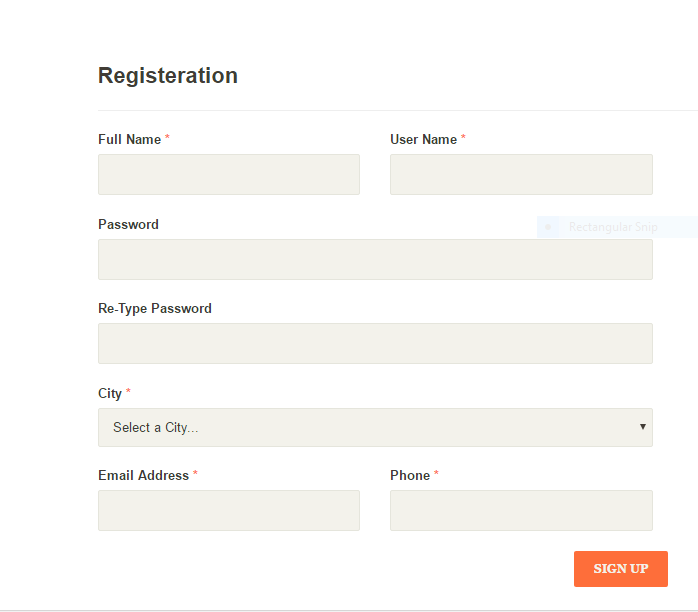 Registeration
Full Name * User Name *
Password
Rectangular Snip
Re-Type Password
City *
Select a City...
Email Address * Phone *
SIGN UP